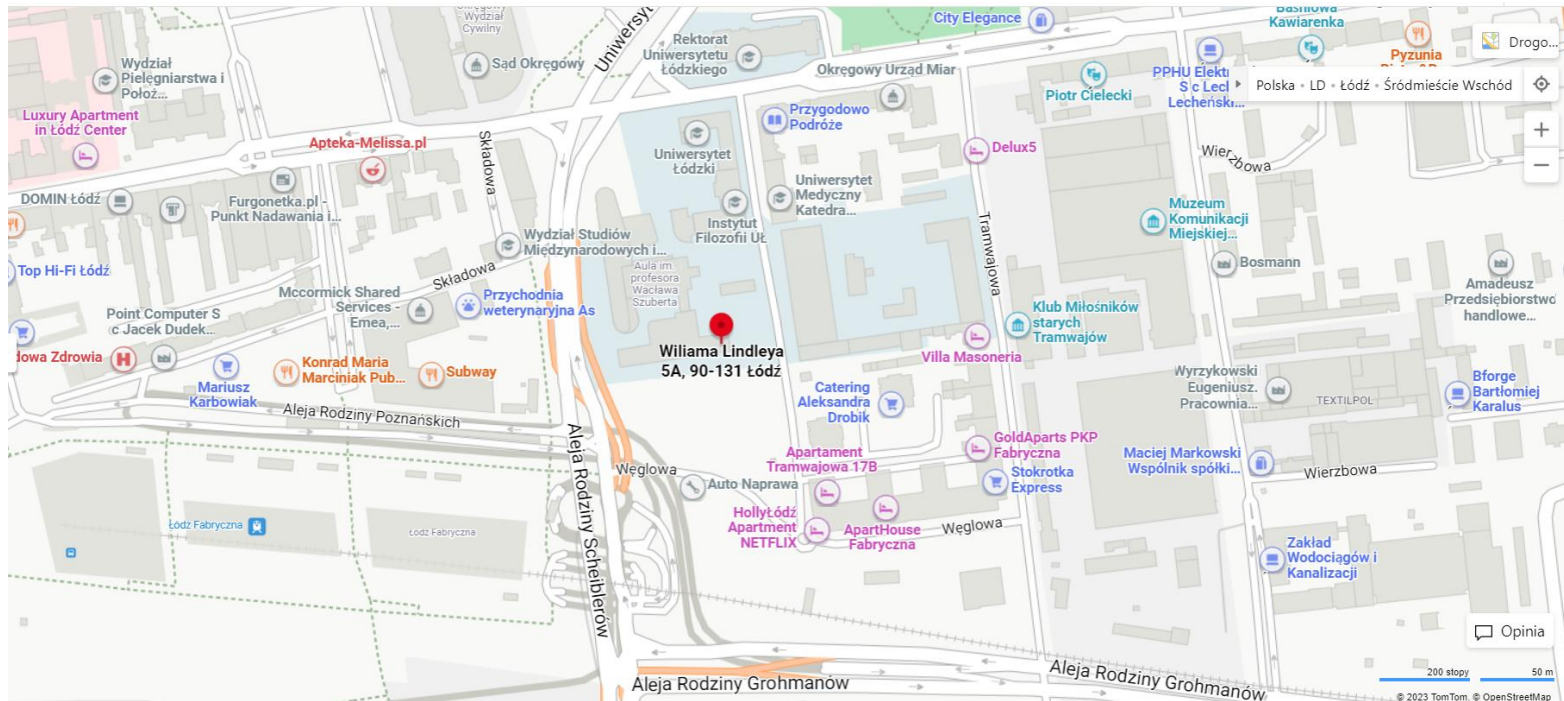 Okręgowy
- Wydział
Cywilny
Uniwersyt
City Elegance
Baśniowa
Kawiarenka
Pyzunia
Drogo...
Wydział
Pielęgniarstwa i
Położ...
Sąd Okręgowy
Rektorat
Uniwersytetu
Łódzkiego
Okręgowy Urząd Miar
Piotr Cielecki
PPHU Elekt
S c Lecl
Lecheńsk...
Polska • LD • Łódź • Śródmieście Wschód
Luxury Apartment
in Łódź Center
Apteka-Melissa.pl
Składowa
Przygodowo
Podróże
Uniwersytet
Łódzki
Delux5
Wierzbowa
DOMIN Łódź
Furgonetka.pl -
Punkt Nadawania i...
Uniwersytet
Medyczny
Katedra...
Instytut
Filozofii UŁ
Tramwajowa
Muzeum
Komunikacji
Miejskiej...
Wydział Studiów
Międzynarodowych i...
Top Hi-Fi Łódź
Składowa
Aula im.
profesora
Wacława
Szuberta
Bosmann
Amadeusz
Przedsiębiorstwo
handlowe...
Mccormick Shared
Services -
Emea,...
Przychodnia
weterynaryjna As
Point Computer S
c Jacek Dudek...
Klub Miłośników
starych
Tramwajów
dowa Zdrowia
Wiliama Lindleya
5A, 90-131 Łódź
Villa Masoneria
Konrad Maria
Marciniak Pub...
Subway
Mariusz
Karbowiak
Catering
Aleksandra
Drobik
Wyrzykowski
Eugeniusz.
Pracownia...
TEXTILPOL
Bforge
Bartłomiej
Karalus
Aleja Rodziny Poznańskich
Aleja Rodziny Scheiblerów
Węglowa
Auto Naprawa
Apartament
Tramwajowa 17B
GoldAparts PKP
Fabryczna
Stokrotka
Express
Maciej Markowski
Wspólnik spółki...
Wierzbowa
HollyŁódź
Apartment
NETFLIX
ApartHouse
Fabryczna
Węglowa
Łódź Fabryczna
Łódź Fabryczna
Zakład
Wodociągów i
Kanalizacji
Opinia
Aleja Rodziny Grohmanów
Aleja Rodziny Grohmanów
200 stopy
50 m
© 2023 TomTom, © OpenStreetMap